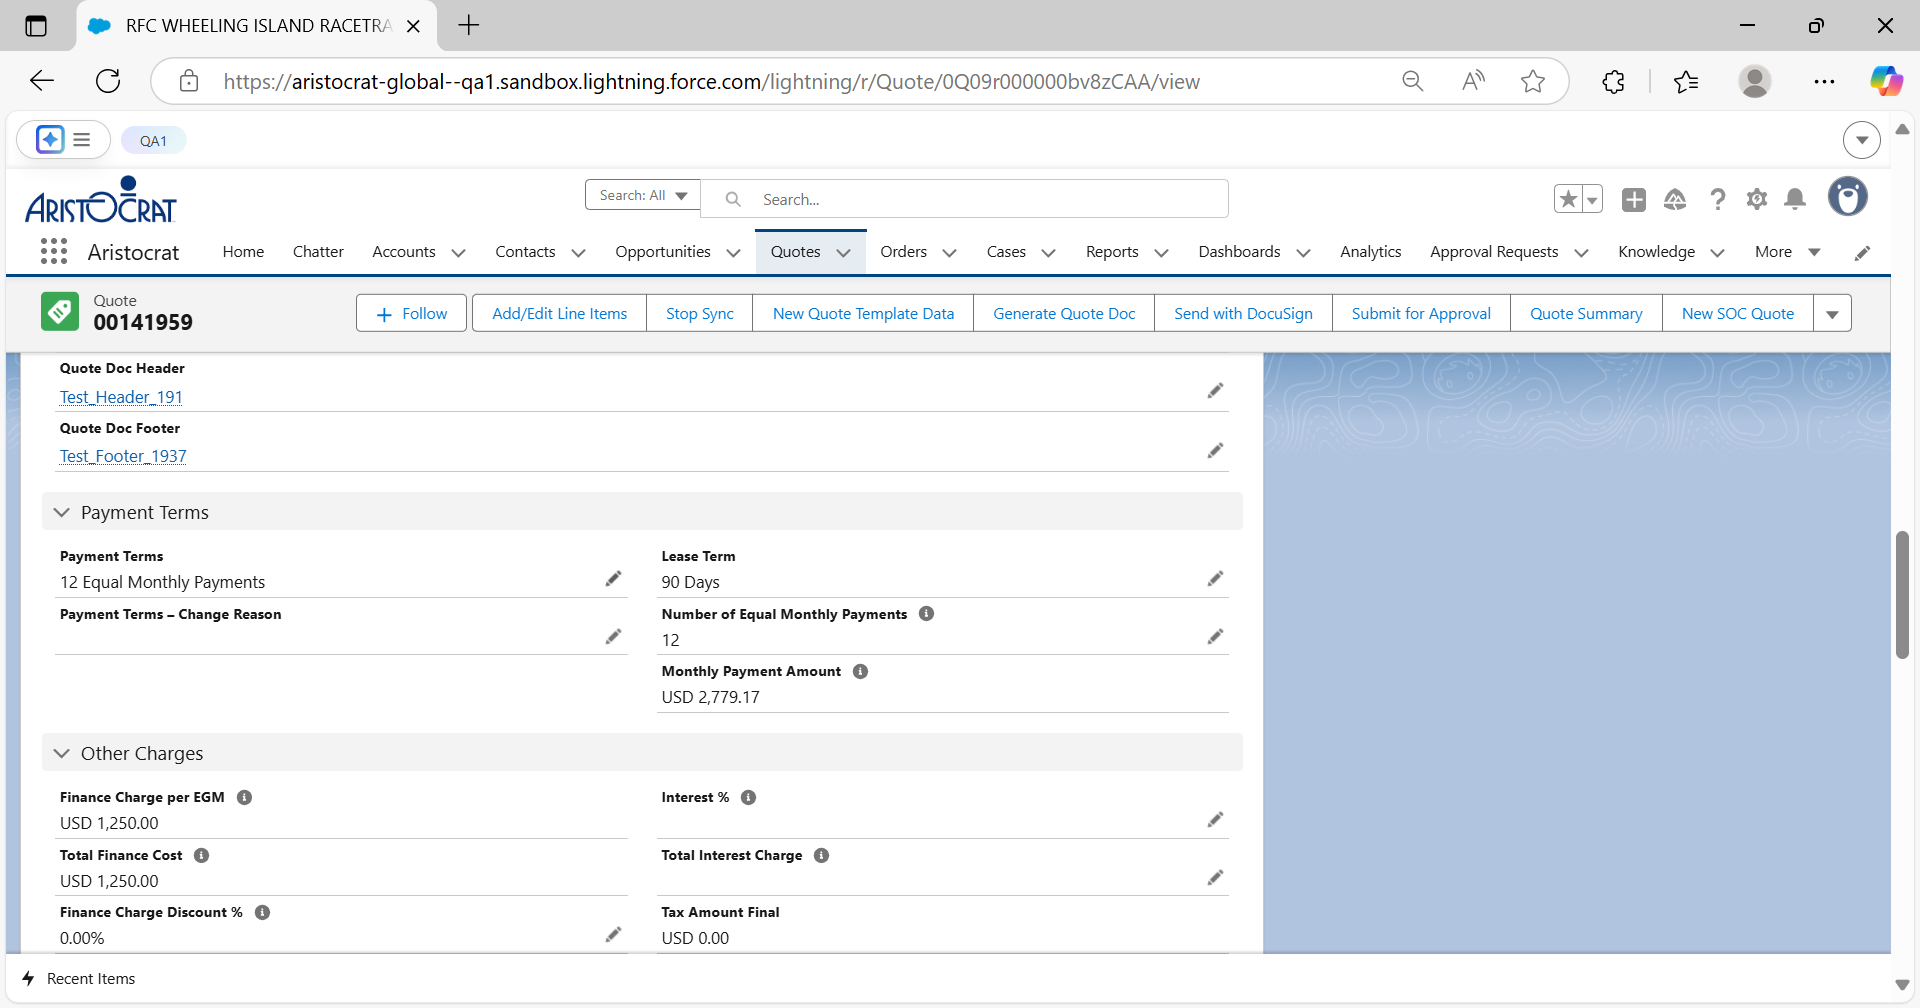 RFC WHEELING ISLAND RACETRA
https://aristocrat-global--qa1.sandbox.lightning.force.com/lightning/r/Quote/0Q09r000000bv8zCAA/view
QA1
ARISTOCRAT
Search: All
Search...
Aristocrat
Home
Chatter
Accounts
Contacts
Opportunities
Quotes
Orders
Cases
Reports
Dashboards
Analytics
Approval Requests
Knowledge
More
Quote
00141959
Follow
Add/Edit Line Items
Stop Sync
New Quote Template Data
Generate Quote Doc
Send with DocuSign
Submit for Approval
Quote Summary
New SOC Quote
Quote Doc Header
Test_Header_191
Quote Doc Footer
Test_Footer_1937
Payment Terms
Payment Terms
12 Equal Monthly Payments
Lease Term
90 Days
Payment Terms – Change Reason
Number of Equal Monthly Payments
12
Monthly Payment Amount
USD 2,779.17
Other Charges
Finance Charge per EGM
USD 1,250.00
Interest %
Total Finance Cost
USD 1,250.00
Total Interest Charge
Finance Charge Discount %
0.00%
Tax Amount Final
USD 0.00
Recent Items